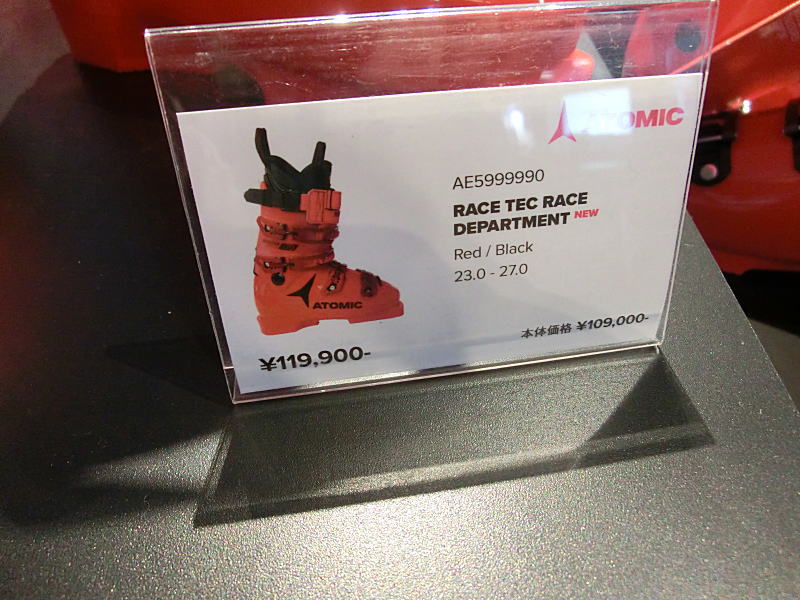 ATOMIC
AE5999990
RACE TEC RACE
DEPARTMENT NEW
Red / Black
23.0 - 27.0
ATOMIC
本体価格 ¥109,000-
¥119,900-